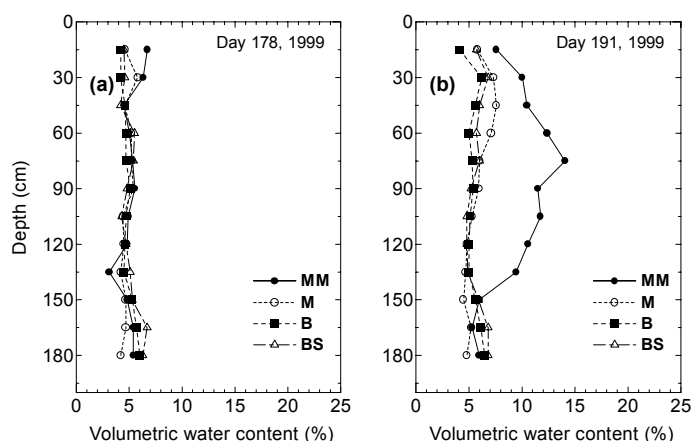 Day 178, 1999
(a)
0
30
60
90
120
150
180
Depth (cm)
MM
M
B
BS
0 5 10 15 20 25
Volumetric water content (%)
Day 191, 1999
(b)
0
30
60
90
120
150
180
MM
M
B
BS
0 5 10 15 20 25
Volumetric water content (%)